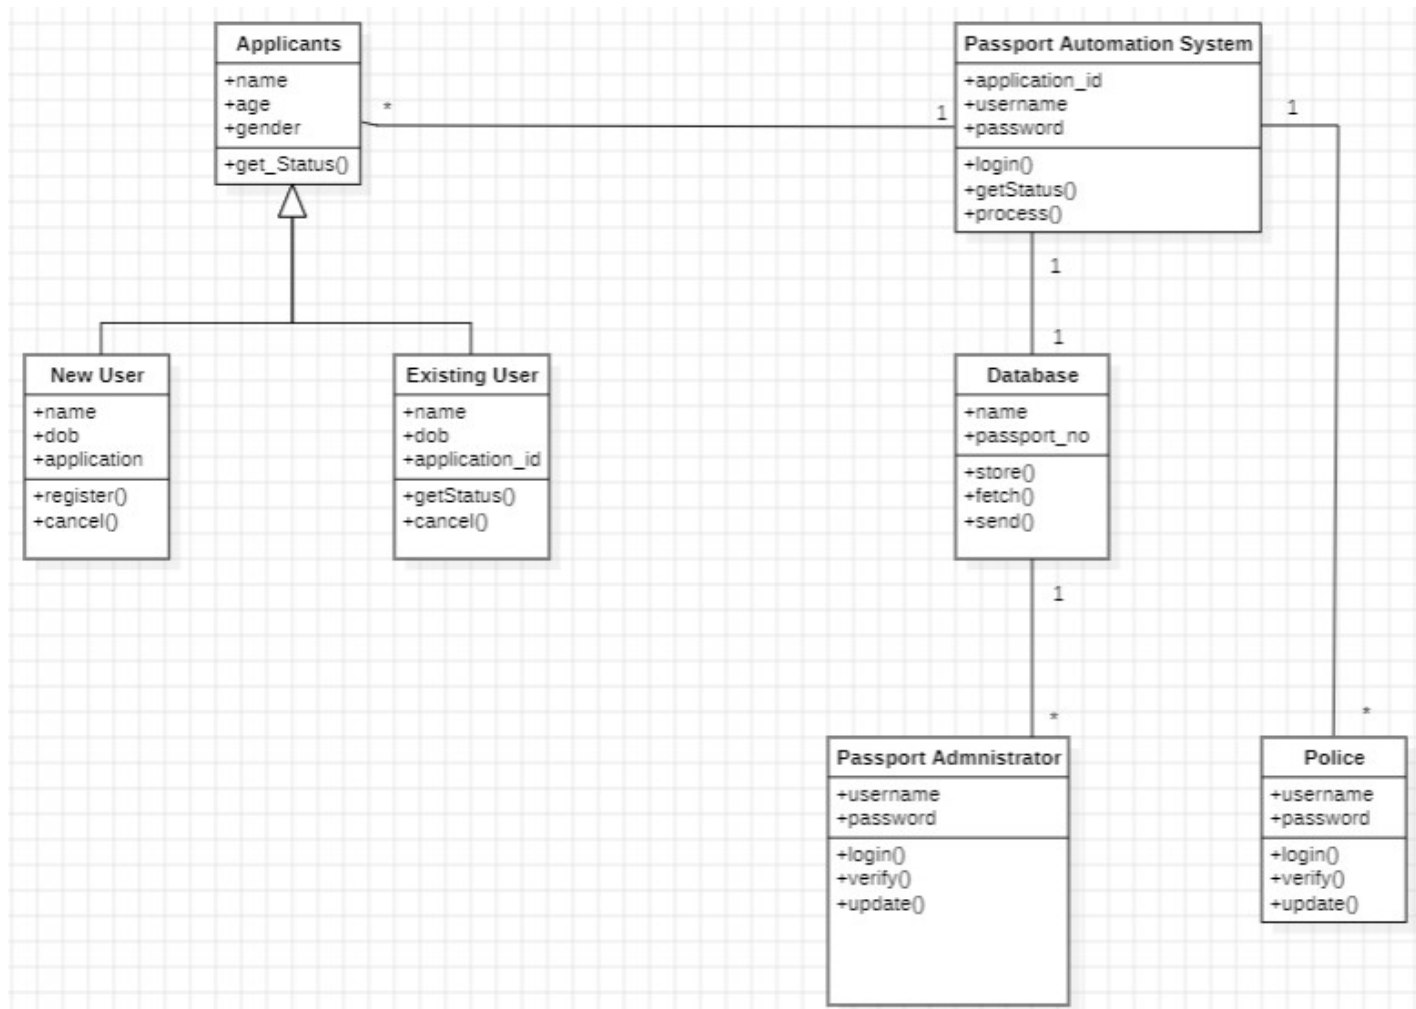 Applicants
+name
+age
+gender
+get_Status()
*
1
Passport Automation System
+application_id
+username
+password
+login()
+getStatus()
+process()
1
1
1
New User
+name
+dob
+application
+register()
+cancel()
Existing User
+name
+dob
+application_id
+getStatus()
+cancel()
Database
+name
+passport_no
+store()
+fetch()
+send()
1
*
*
Passport Admnistrator
+username
+password
+login()
+verify()
+update()
Police
+username
+password
+login()
+verify()
+update()